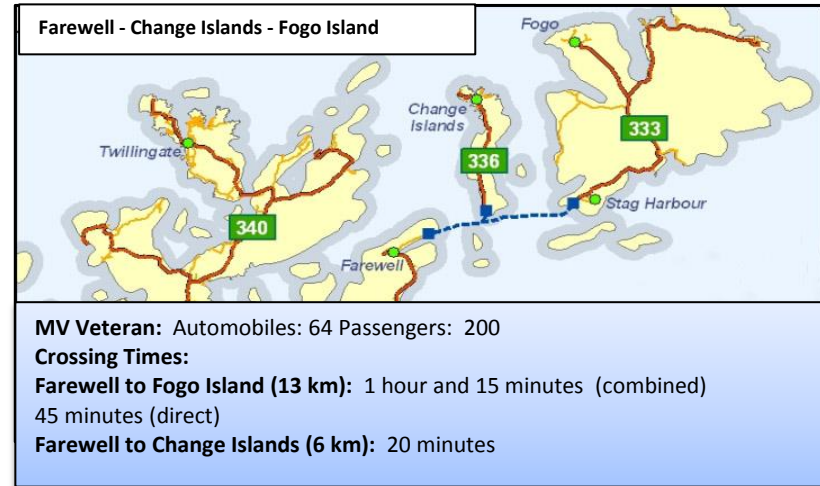 Farewell - Change Islands - Fogo Island
Fogo
Change
Islands
333
Twillingate
336
Stag Harbour
340
Farewell
MV Veteran: Automobiles: 64 Passengers: 200
Crossing Times:
Farewell to Fogo Island (13 km): 1 hour and 15 minutes (combined)
45 minutes (direct)
Farewell to Change Islands (6 km): 20 minutes